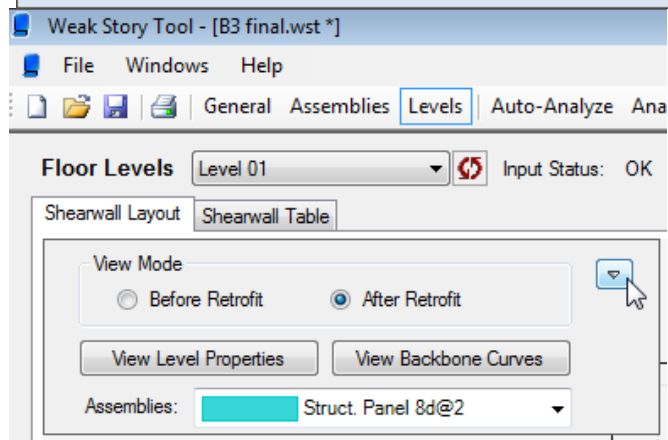 Weak Story Tool - [B3 final.wst *]
File Windows Help
General Assemblies Levels Auto-Analyze Ana
Floor Levels Level 01 Input Status: OK
Shearwall Layout Shearwall Table
View Mode
Before Retrofit After Retrofit
View Level Properties View Backbone Curves
Assemblies: Struct. Panel 8d@2